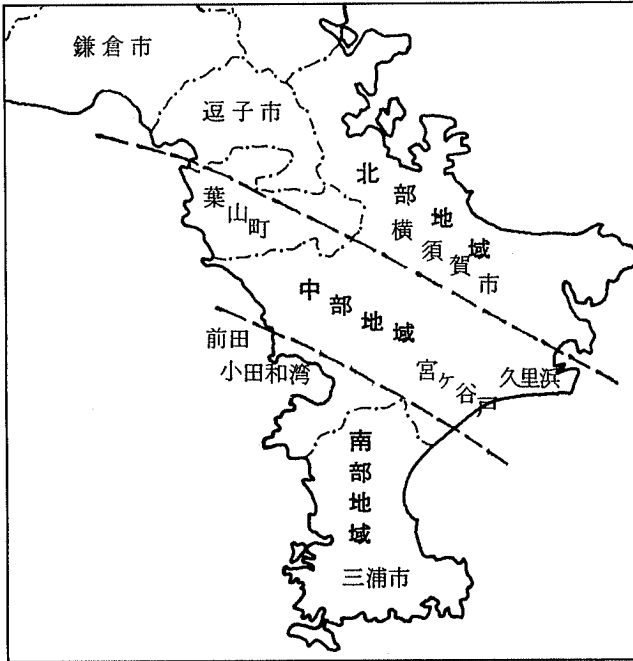 鎌倉市
逗子市
北部地域
葉山町
横須賀市
中部地域
前田
小田和湾
宮ヶ谷戸
久里浜
南部地域
三浦市